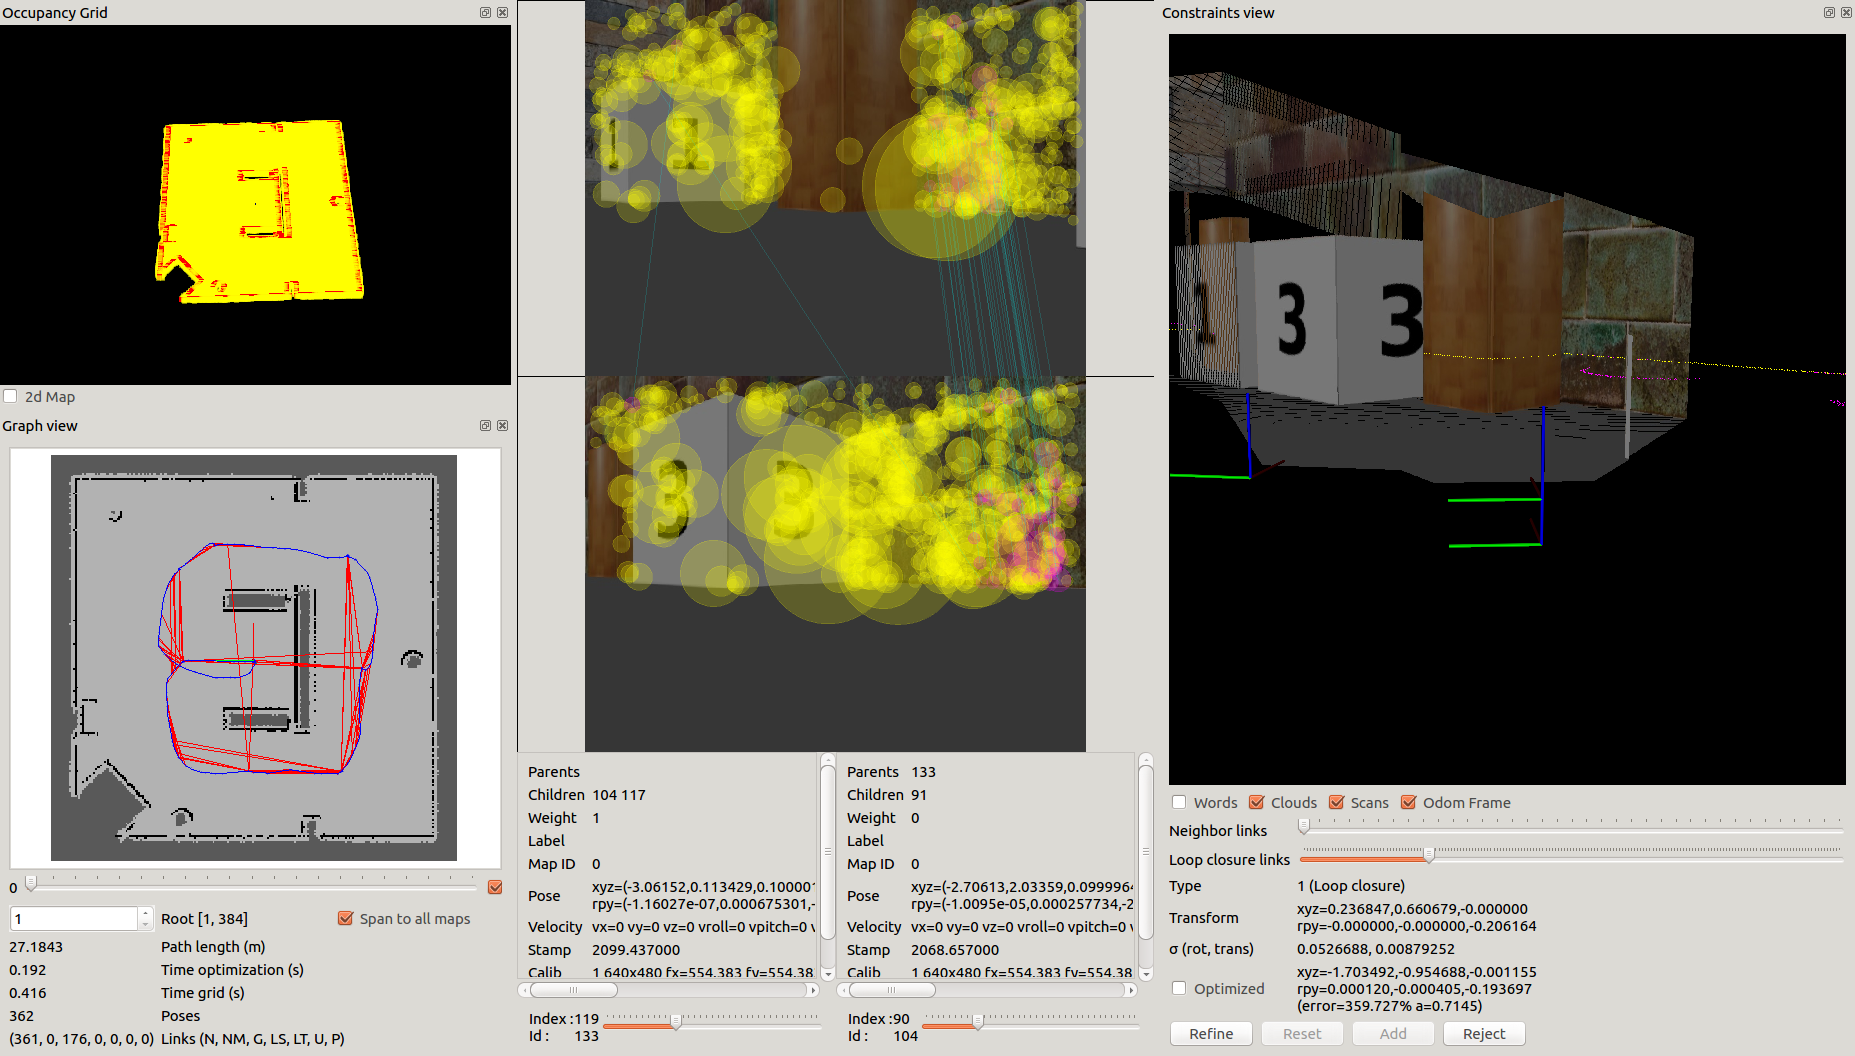 Occupancy Grid
2d Map
Graph view
0
1
Root [1, 384]
Span to all maps
27.1843 Path length (m)
0.192 Time optimization (s)
0.416 Time grid (s)
362 Poses
(361, 0, 176, 0, 0, 0, 0) Links (N, NM, G, LS, LT, U, P)
1 1
3 3
Parents
Children 104 117
Weight 1
Label
Map ID 0
Pose xyz=(-3.06152,0.113429,0.100001
rpy=(-1.16027e-07,0.000675301,-
Velocity vx=0 vy=0 vz=0 vroll=0 vpitch=0 v
Stamp 2099.437000
Calib 1 640x480 fx=554.383 fy=554.38
Index :119
Id : 133
Parents 133
Children 91
Weight 0
Label
Map ID 0
Pose xyz=(-2.70613,2.03359,0.0999964
rpy=(-1.0095e-05,0.000257734,-2
Velocity vx=0 vy=0 vz=0 vroll=0 vpitch=0 v
Stamp 2068.657000
Calib 1 640x480 fx=554.383 fy=554.38
Index :90
Id : 104
Constraints view
1 3 3
Words Clouds Scans Odom Frame
Neighbor links
Loop closure links
Type 1 (Loop closure)
Transform xyz=0.236847,0.660679,-0.000000
rpy=-0.000000,-0.000000,-0.206164
σ (rot, trans) 0.0526688, 0.00879252
Optimized xyz=-1.703492,-0.954688,-0.001155
rpy=0.000120,-0.000405,-0.193697
(error=359.727% a=0.7145)
Refine Reset Add Reject